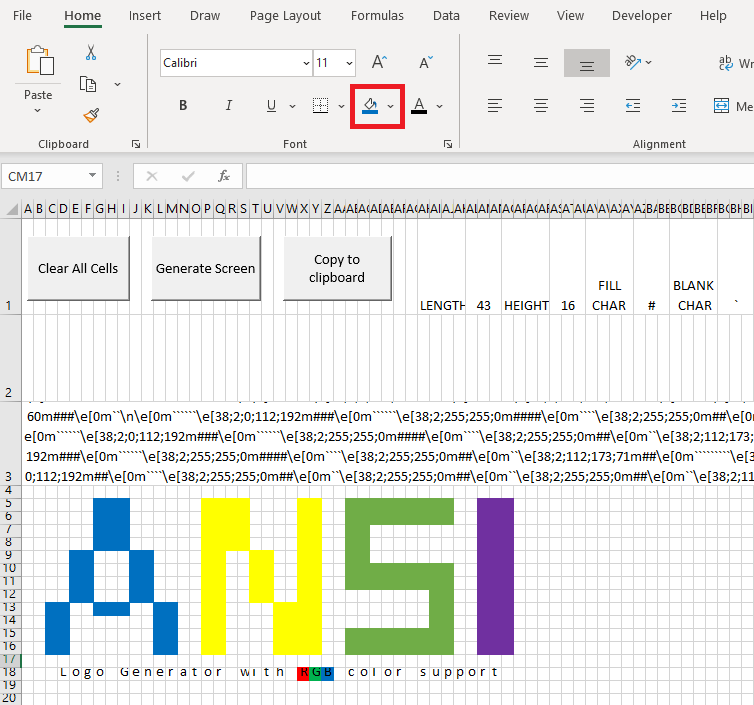 File Home Insert Draw Page Layout Formulas Data Review View Developer Help
Calibri 11 A A ab
Paste B I U A
Clipboard Font Alignment
CM17 fx
A B C D E F G H I J K L M N O P Q R S T U V W X Y Z
Clear All Cells Generate Screen Copy to
clipboard
FILL BLANK
1 LENGTH 43 HEIGHT 16 CHAR # CHAR `
2
60m###\e[0m``\n\e[0m`````\e[38;2;0;112;192m###\e[0m``````\e[38;2;255;255;0m####\e[0m````\e[38;2;255;255;0m##\e[0m
e[0m``````\e[38;2;0;112;192m###\e[0m``````\e[38;2;255;255;0m####\e[0m````\e[38;2;255;255;0m##\e[0m``\e[38;2;112;173;
192m###\e[0m``````\e[38;2;255;255;0m####\e[0m````\e[38;2;255;255;0m##\e[0m``\e[38;2;112;173;71m##\e[0m````````\e[3
3 0;112;192m##\e[0m````\e[38;2;255;255;0m##\e[0m``\e[38;2;255;255;0m##\e[0m``\e[38;2;255;255;0m##\e[0m``\e[38;2;11
4
5
6
7
8
9
10
11
12
13
14
15
16
ANSI
17
18 Logo Generator with RGB color support
19
20